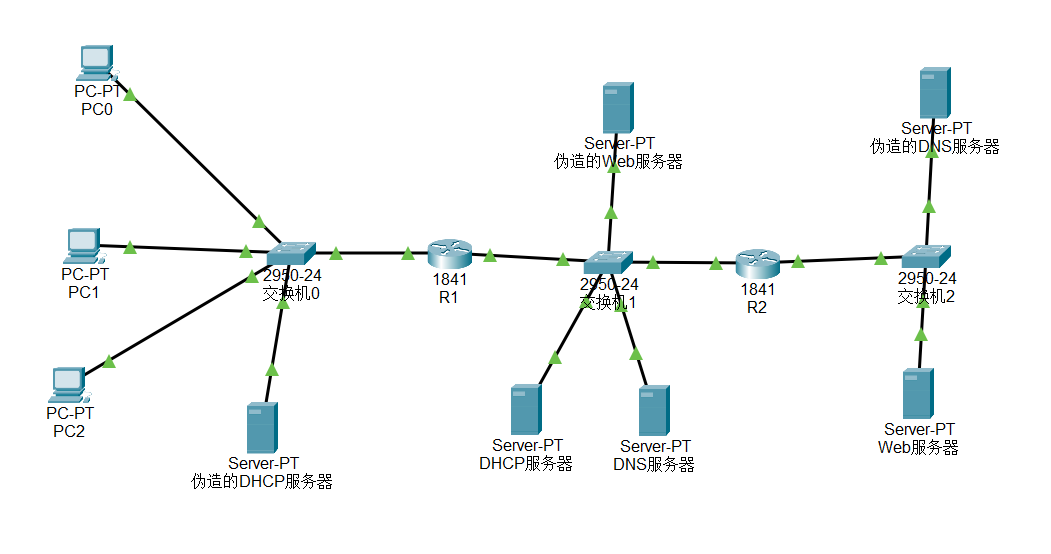 PC-PT
PC0
PC-PT
PC1
PC-PT
PC2
2950-24
交换机0
Server-PT
伪造的DHCP服务器
1841
R1
Server-PT
伪造的Web服务器
2950-24
交换机1
Server-PT
DHCP服务器
Server-PT
DNS服务器
1841
R2
Server-PT
伪造的DNS服务器
2950-24
交换机2
Server-PT
Web服务器